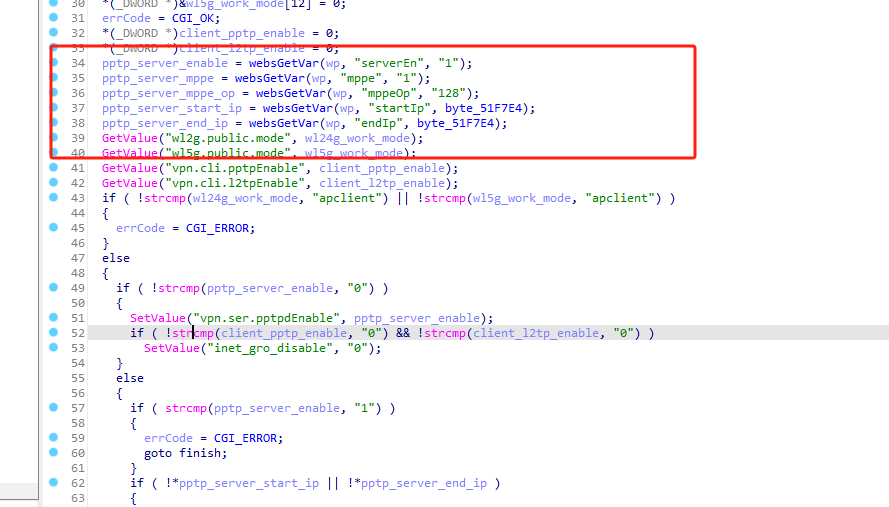 30 *(_DWORD *)&wl5g_work_mode[12] = 0;
31 errCode = CGI_OK;
32 *(_DWORD *)client_pptp_enable = 0;
33 *(_DWORD *)client_l2tp_enable = 0;
34 pptp_server_enable = websGetVar(wp, "serverEn", "1");
35 pptp_server_mppe = websGetVar(wp, "mppe", "1");
36 pptp_server_mppe_op = websGetVar(wp, "mppeOp", "128");
37 pptp_server_start_ip = websGetVar(wp, "startIp", byte_51F7E4);
38 pptp_server_end_ip = websGetVar(wp, "endIp", byte_51F7E4);
39 GetValue("wl2g.public.mode", wl24g_work_mode);
40 GetValue("wl5g.public.mode", wl5g_work_mode);
41 GetValue("vpn.cli.pptpEnable", client_pptp_enable);
42 GetValue("vpn.cli.l2tpEnable", client_l2tp_enable);
43 if ( !strcmp(wl24g_work_mode, "apclient") || !strcmp(wl5g_work_mode, "apclient") )
44 {
45 errCode = CGI_ERROR;
46 }
47 else
48 {
49 if ( !strcmp(pptp_server_enable, "0") )
50 {
51 SetValue("vpn.ser.pptpdEnable", pptp_server_enable);
52 if ( !strcmp(client_pptp_enable, "0") && !strcmp(client_l2tp_enable, "0") )
53 SetValue("inet_gro_disable", "0");
54 }
55 else
56 {
57 if ( strcmp(pptp_server_enable, "1") )
58 {
59 errCode = CGI_ERROR;
60 goto finish;
61 }
62 if ( !*pptp_server_start_ip || !*pptp_server_end_ip )
63 {